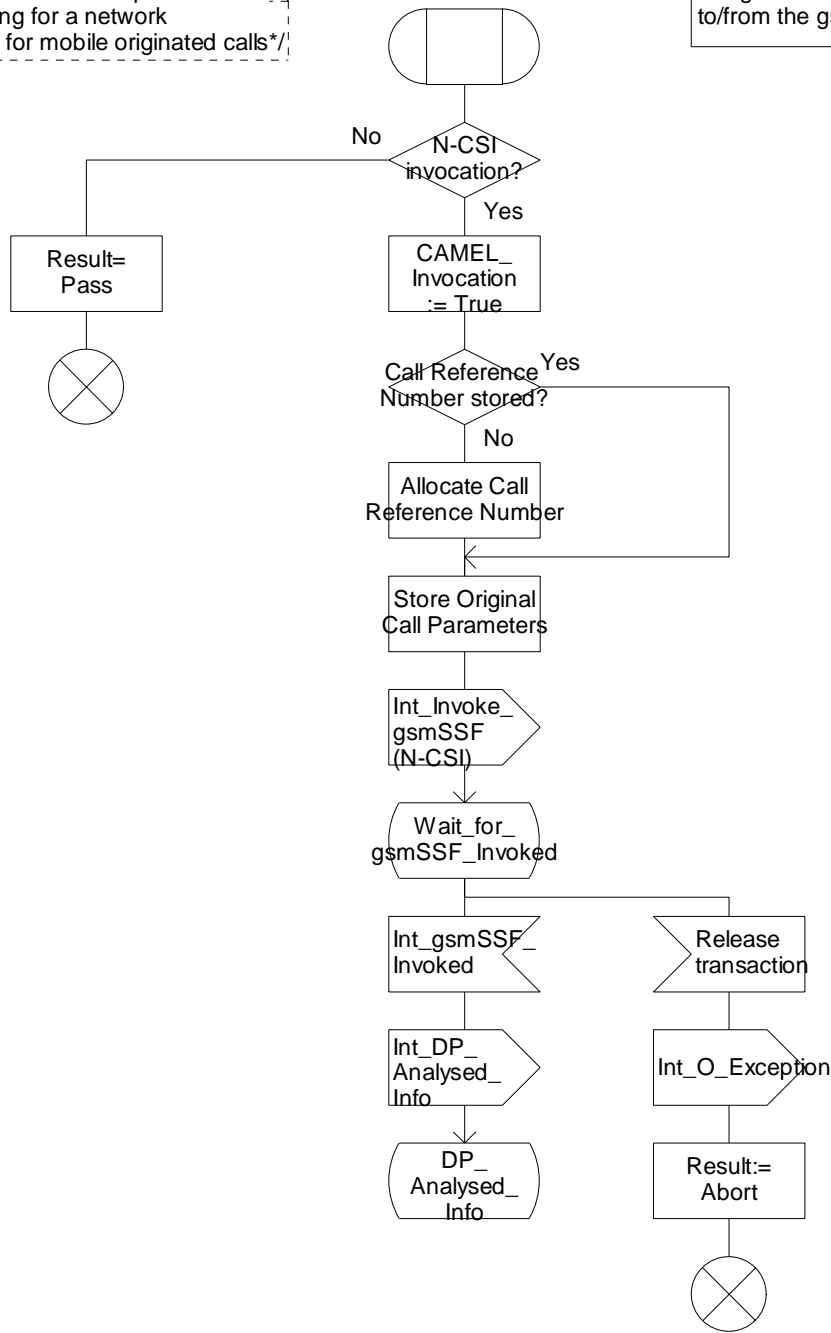 ng for a network
for mobile originated calls*/
to/from the gs
No
N-CSI
invocation?
Yes
Result=
Pass
CAMEL_
Invocation
:= True
Call Reference
Number stored?
Yes
No
Allocate Call
Reference Number
Store Original
Call Parameters
Int_Invoke_
gsmSSF
(N-CSI)
Wait_for_
gsmSSF_Invoked
Int_gsmSSF_
Invoked
Release
transaction
Int_DP_
Analysed_
Info
Int_O_Exception
DP_
Analysed_
Info
Result:=
Abort